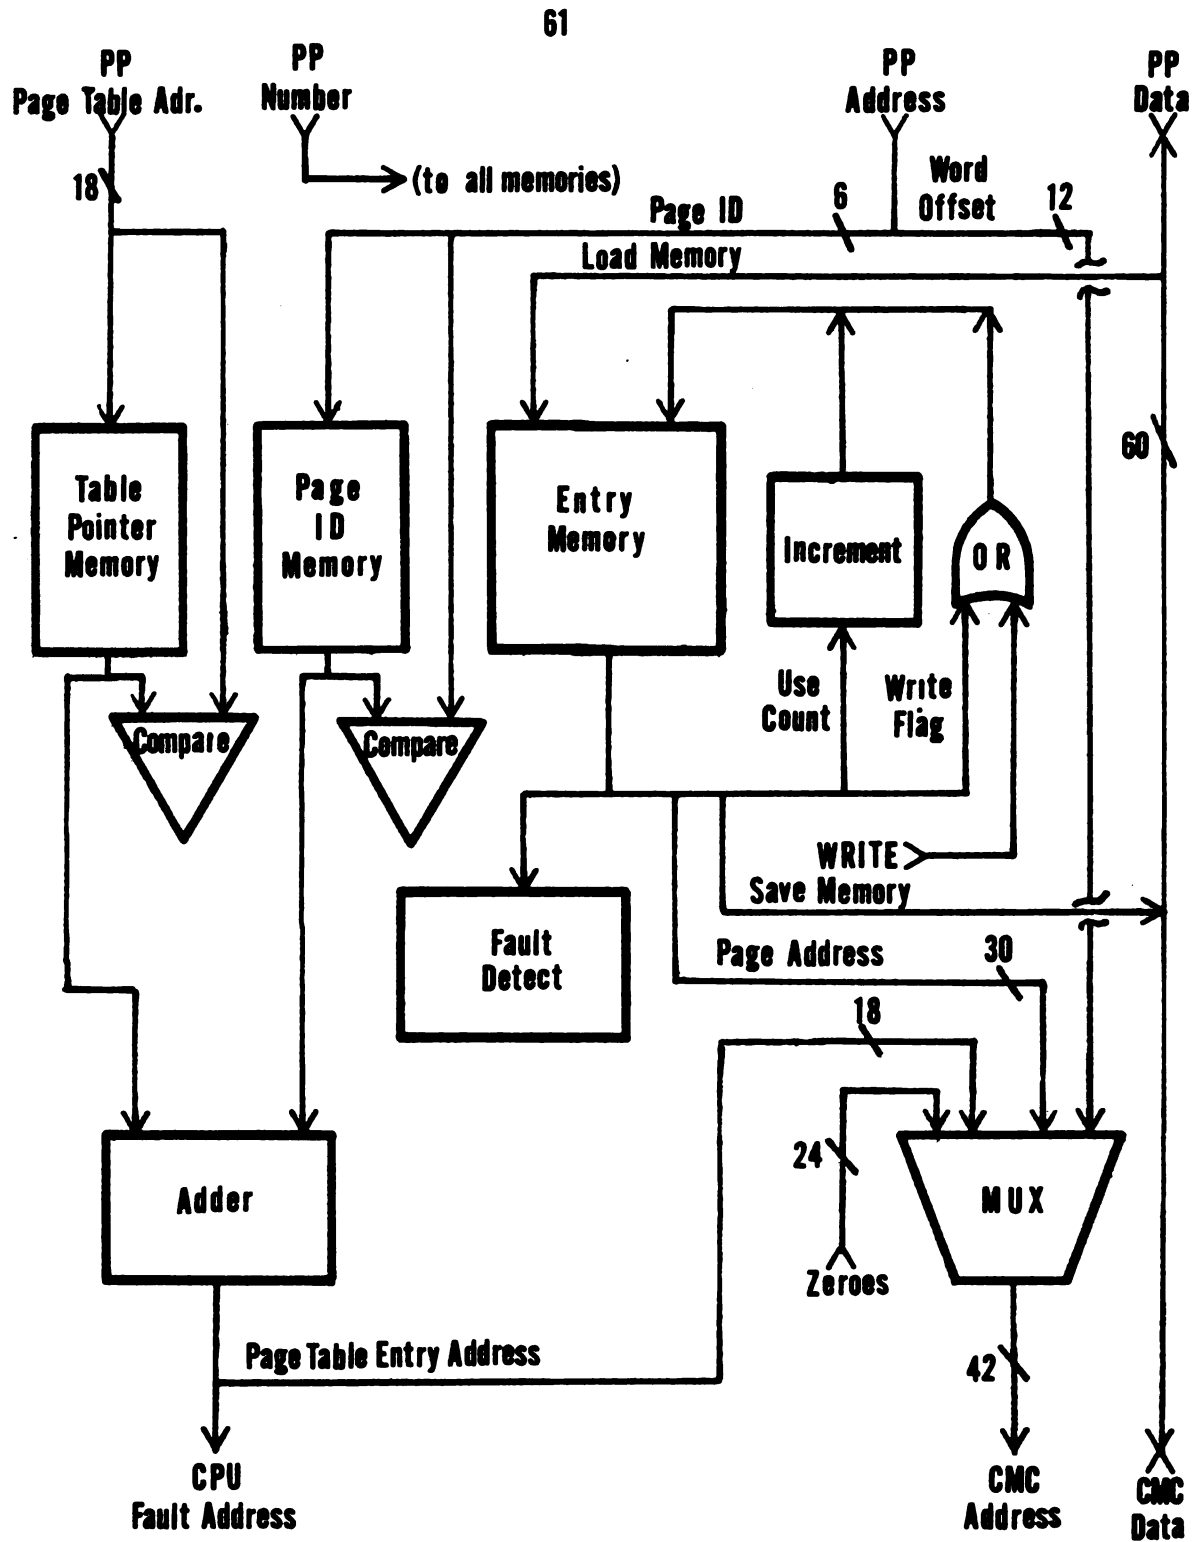 61
PP
Page Table Adr.
PP
Number
PP
Address
PP
Data
18
(to all memories)
Word
Offset
Page ID
6
12
Load Memory
60
Table
Pointer
Memory
Page
ID
Memory
Entry
Memory
Increment
OR
Use
Count
Write
Flag
Compare
Compare
WRITE
Save Memory
Fault
Detect
Page Address
30
18
24
Zeroes
MUX
Adder
Page Table Entry Address
42
CPU
Fault Address
CMC
Address
CMC
Data